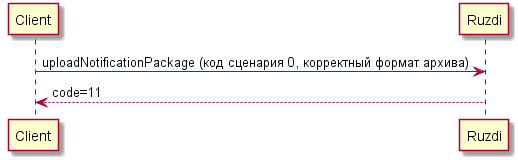 Client
Ruzdi
uploadNotificationPackage (код сценария 0, корректный формат архива)
code=11
Client
Ruzdi